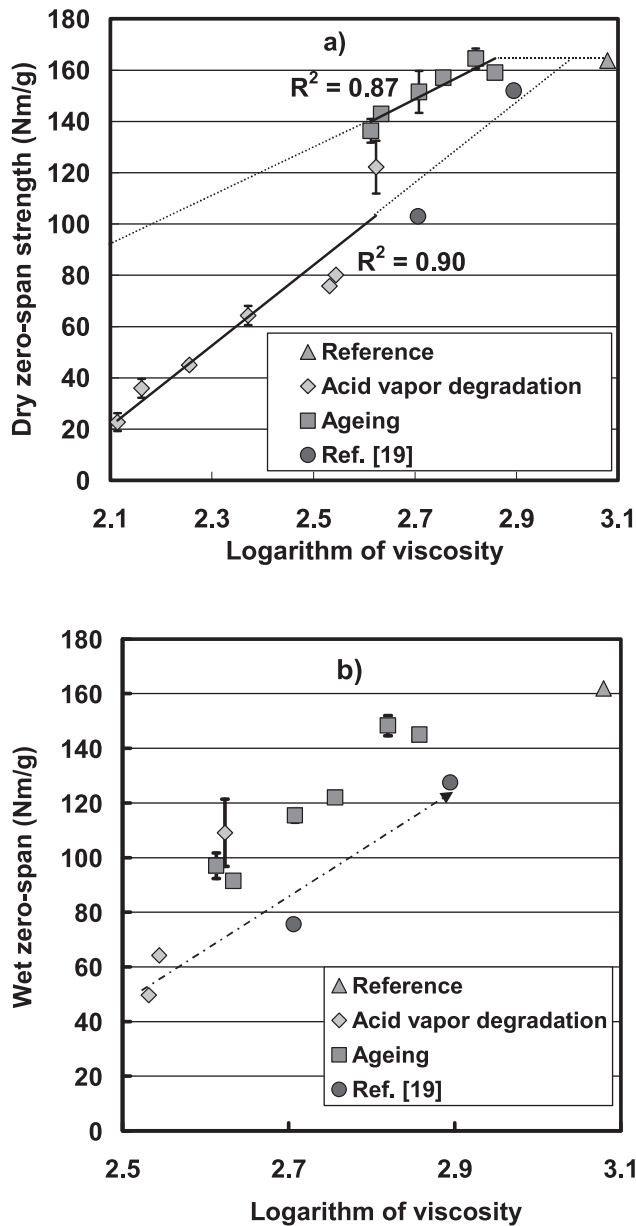 a)
Dry zero-span strength (Nm/g)
180
160
140
120
100
80
60
40
20
0
R² = 0.87
R² = 0.90
Reference
Acid vapor degradation
Ageing
Ref. [19]
2.1 2.3 2.5 2.7 2.9 3.1
Logarithm of viscosity
b)
Wet zero-span (Nm/g)
180
160
140
120
100
80
60
40
20
0
Reference
Acid vapor degradation
Ageing
Ref. [19]
2.5 2.7 2.9 3.1
Logarithm of viscosity